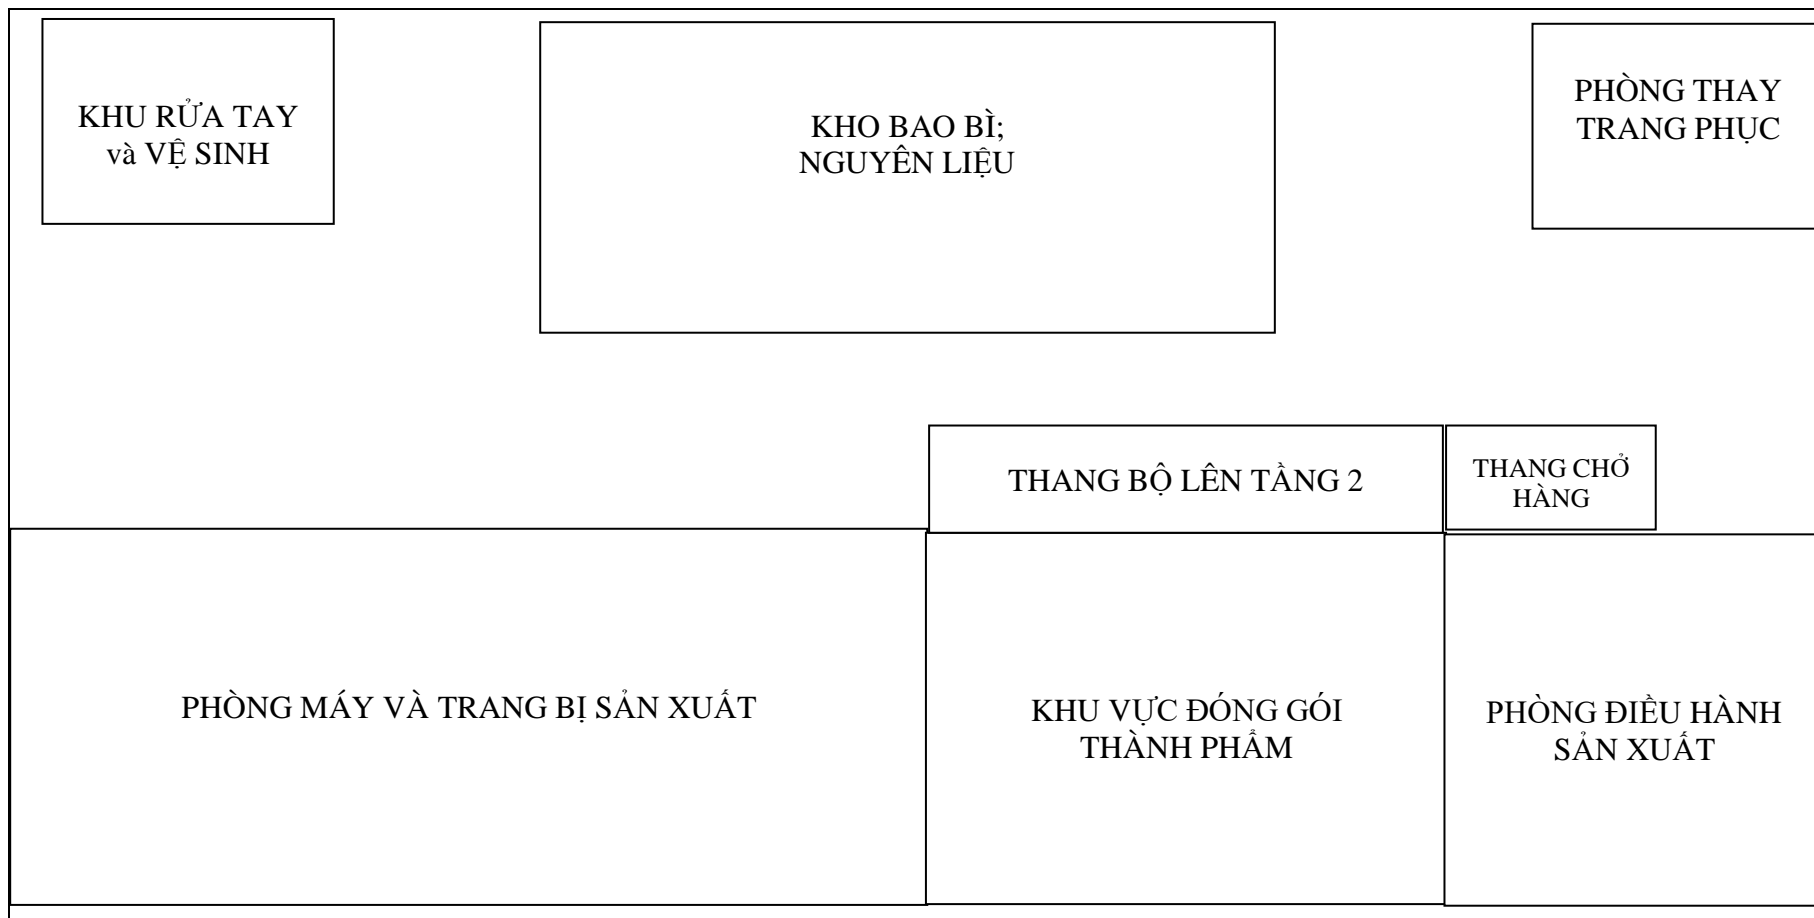 KHU RỬA TAY
và VỆ SINH
KHO BAO BÌ;
NGUYÊN LIỆU
PHÒNG THAY
TRANG PHỤC
THANG BỘ LÊN TẦNG 2
THANG CHỞ
HÀNG
PHÒNG MÁY VÀ TRANG BỊ SẢN XUẤT
KHU VỰC ĐÓNG GÓI
THÀNH PHẨM
PHÒNG ĐIỀU HÀNH
SẢN XUẤT